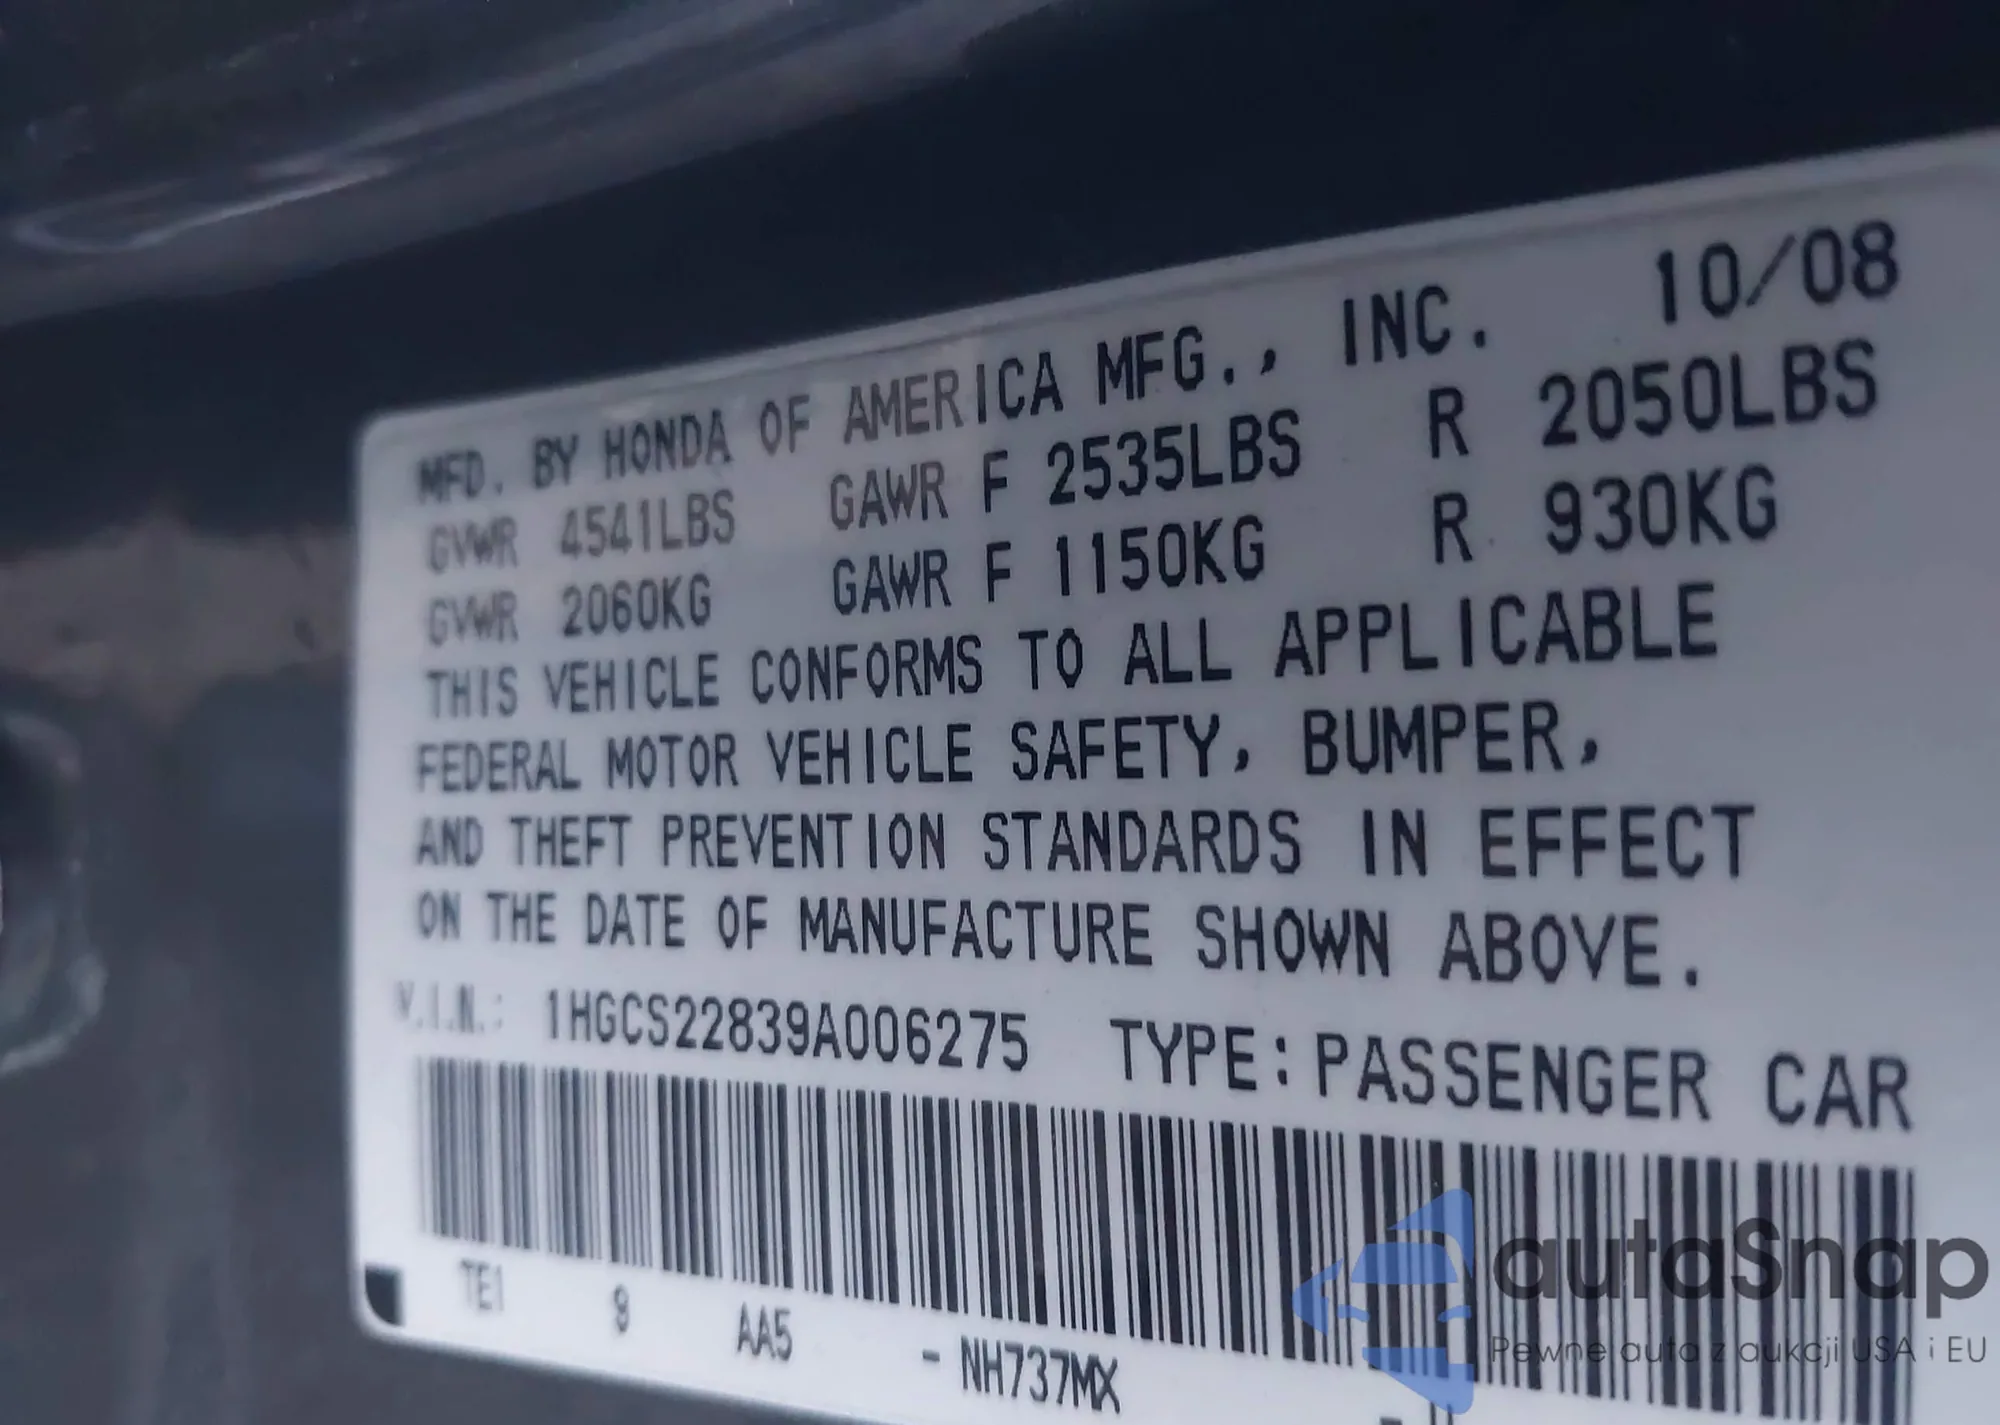 MFD. BY HONDA OF AMERICA MFG., INC. 10/08
GVWR 4541LBS GAWR F 2535LBS R 2050LBS
GVWR 2060KG GAWR F 1150KG R 930KG
THIS VEHICLE CONFORMS TO ALL APPLICABLE
FEDERAL MOTOR VEHICLE SAFETY, BUMPER,
AND THEFT PREVENTION STANDARDS IN EFFECT
ON THE DATE OF MANUFACTURE SHOWN ABOVE.
V.I.N.: 1HGCS22839A006275 TYPE: PASSENGER CAR
TE1 9 AA5 - NH737MX -
autaSnap
Pewne auta z aukcji USA i EU